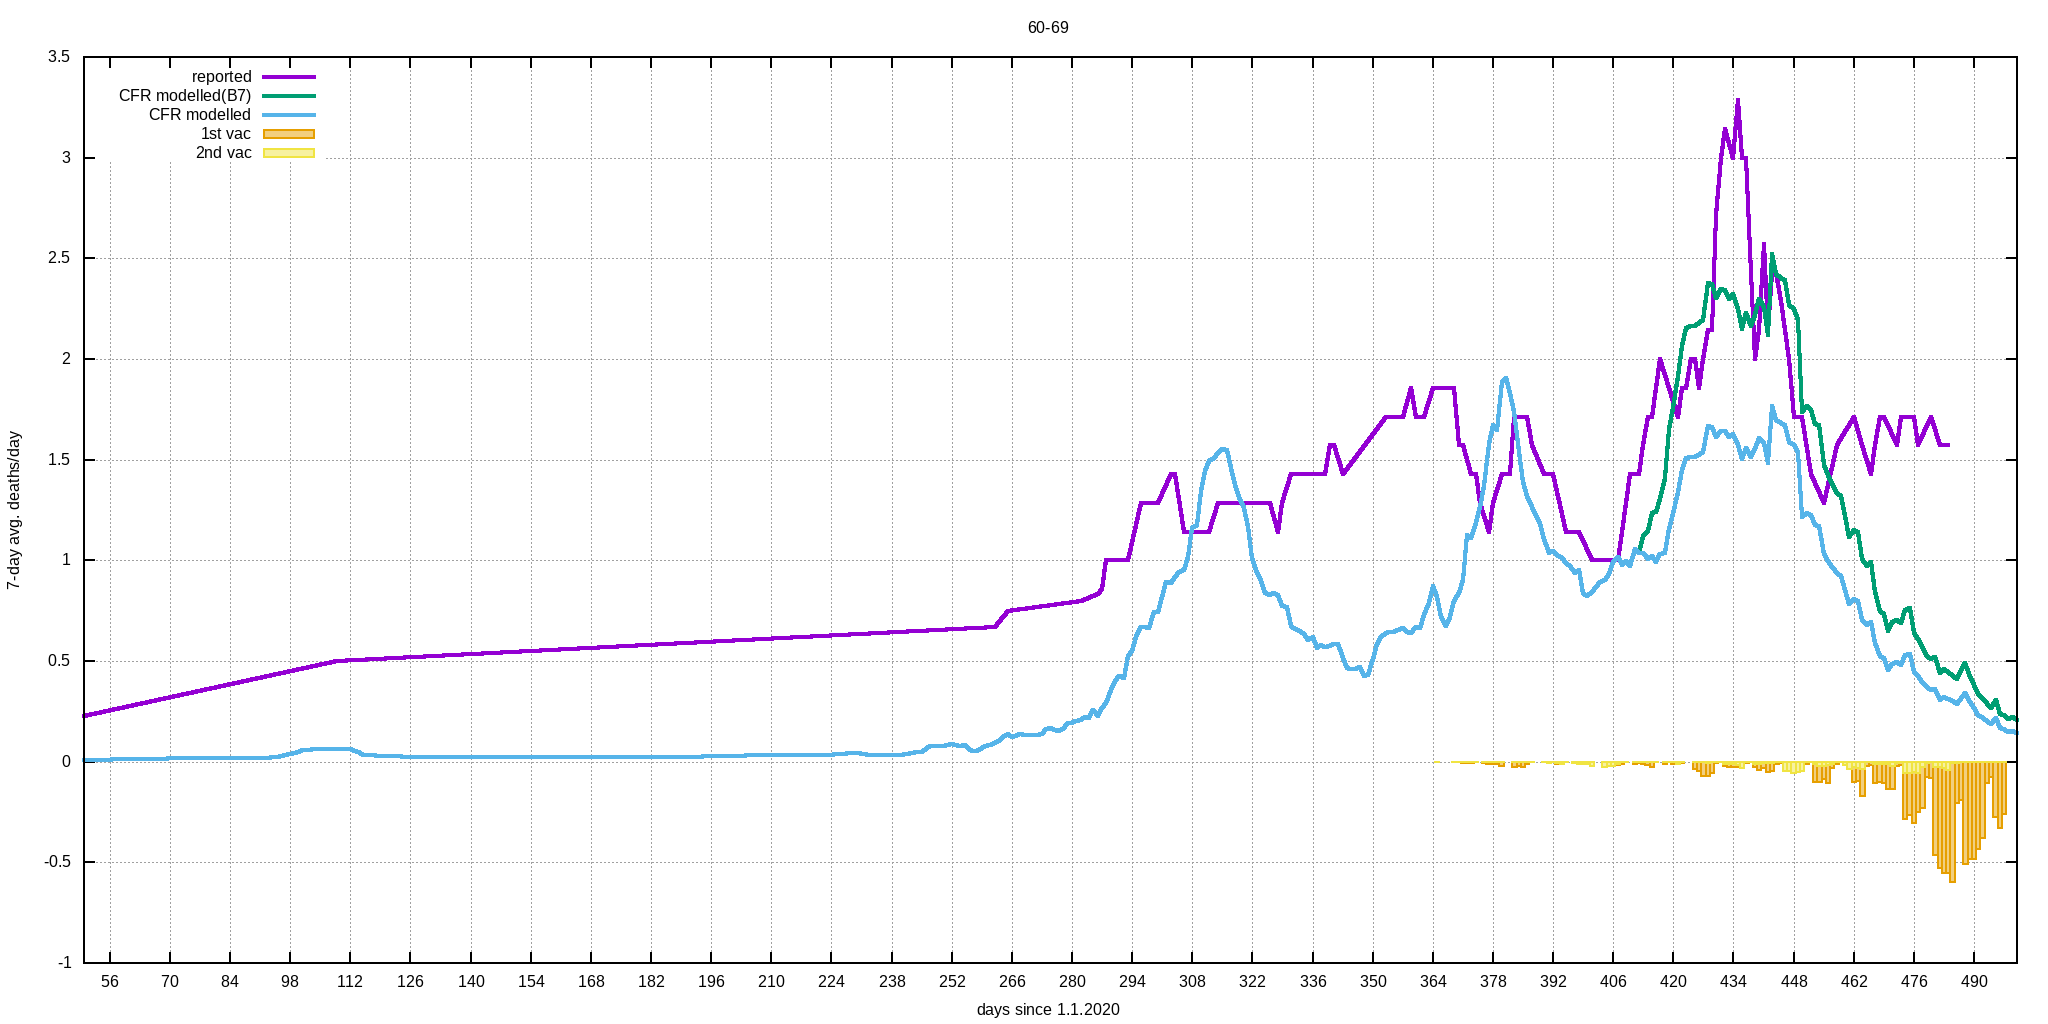 60-69
3.5
3
2.5
2
1.5
1
0.5
0
-0.5
-1
7-day avg. deaths/day
reported
CFR modelled(B7)
CFR modelled
1st vac
2nd vac
56 70 84 98 112 126 140 154 168 182 196 210 224 238 252 266 280 294 308 322 336 350 364 378 392 406 420 434 448 462 476 490
days since 1.1.2020